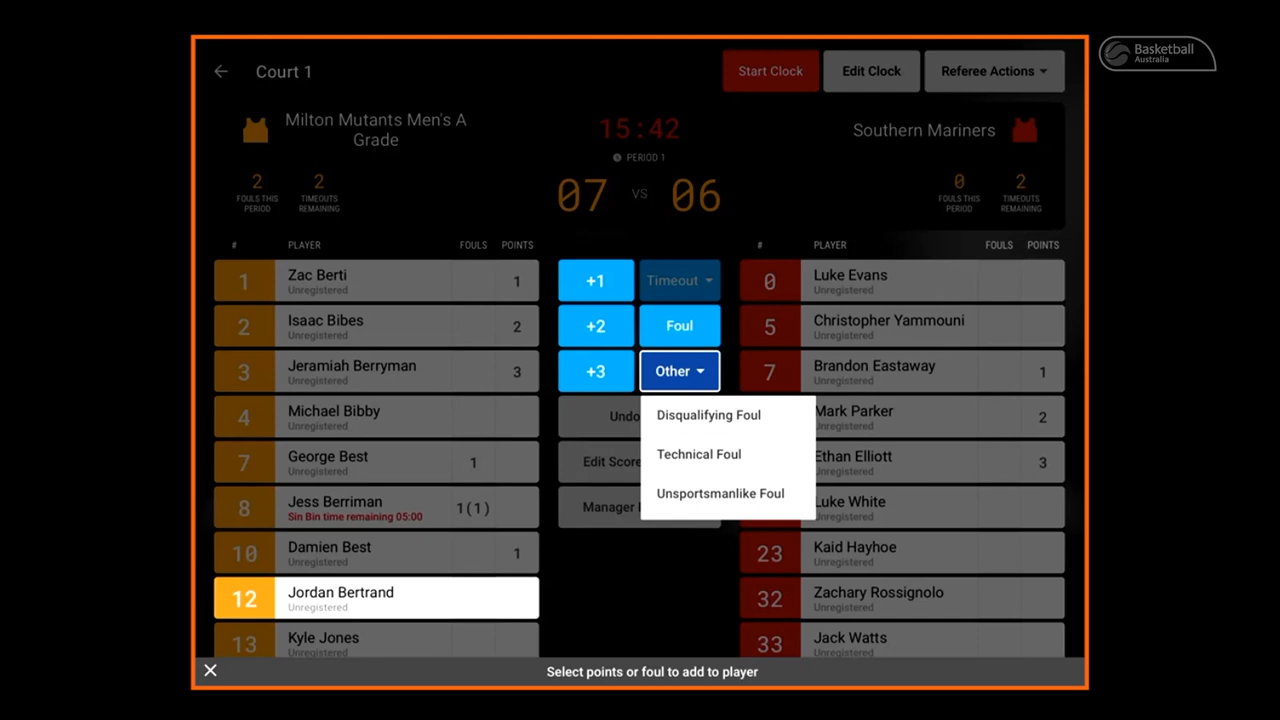 Basketball
Australia
Court 1
Start Clock
Edit Clock
Referee Actions
Milton Mutants Men's A
Grade
15:42
PERIOD 1
07 VS 06
Southern Mariners
2
FOULS THIS
PERIOD
2
TIMEOUTS
REMAINING
0
FOULS THIS
PERIOD
2
TIMEOUTS
REMAINING
# PLAYER FOULS POINTS
1 Zac Berti 1
Unregistered
2 Isaac Bibes 2
Unregistered
3 Jeramiah Berryman 3
Unregistered
4 Michael Bibby
Unregistered
7 George Best 1
Unregistered
8 Jess Berriman 1(1)
Sin Bin time remaining 05:00
10 Damien Best 1
Unregistered
12 Jordan Bertrand
Unregistered
13 Kyle Jones
Unregistered
+1 Timeout
+2 Foul
+3 Other
Undo
Edit Score
Manager
Disqualifying Foul
Technical Foul
Unsportsmanlike Foul
# PLAYER FOULS POINTS
0 Luke Evans
Unregistered
5 Christopher Yammouni
Unregistered
7 Brandon Eastaway 1
Unregistered
Mark Parker 2
Unregistered
Ethan Elliott 3
Unregistered
Luke White
Unregistered
23 Kaid Hayhoe
Unregistered
32 Zachary Rossignolo
Unregistered
33 Jack Watts
Unregistered
Select points or foul to add to player